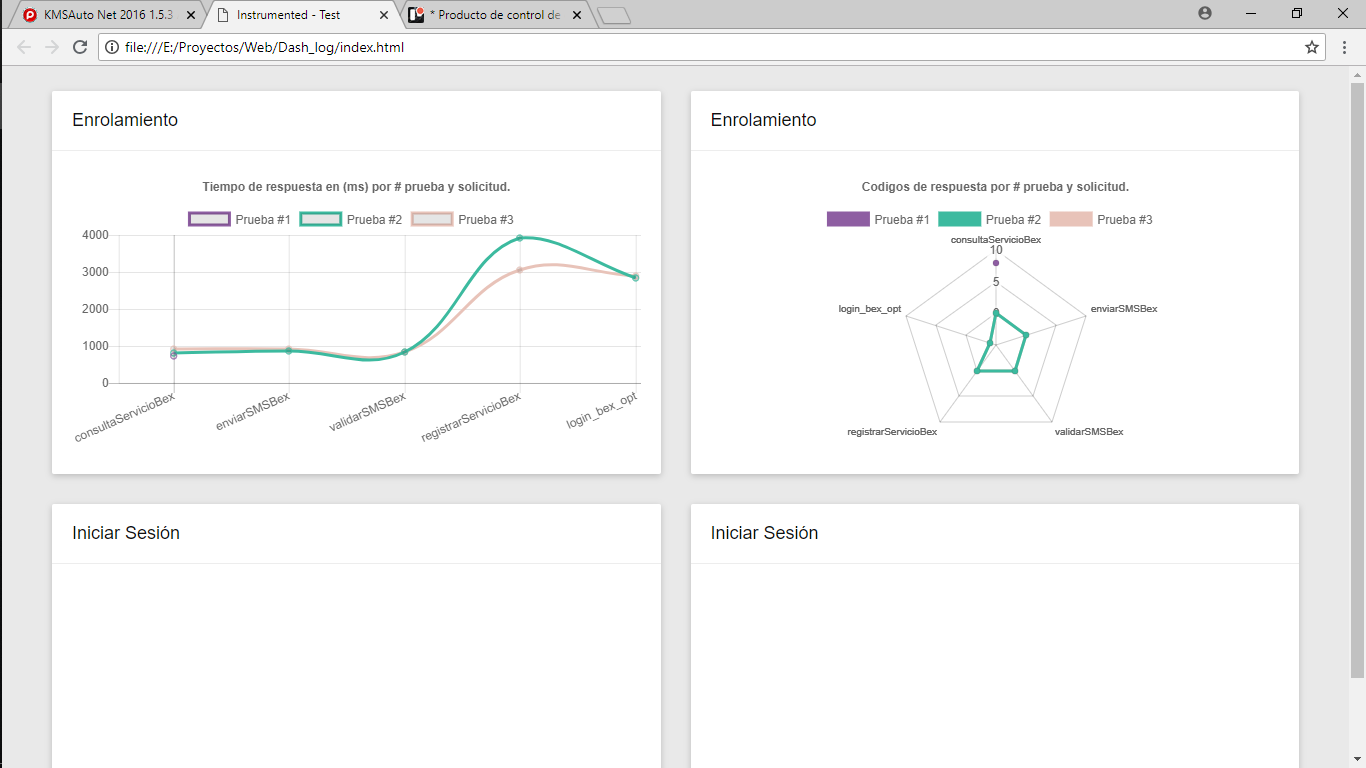 KMSAuto Net 2016 1.5.3
Instrumented - Test
* Producto de control de
file:///E:/Proyectos/Web/Dash_log/index.html
Enrolamiento
Tiempo de respuesta en (ms) por # prueba y solicitud.
Prueba #1 Prueba #2 Prueba #3
4000
3000
2000
1000
0
consultaServicioBex enviarSMSBex validarSMSBex registrarServicioBex login_bex_opt
Enrolamiento
Codigos de respuesta por # prueba y solicitud.
Prueba #1 Prueba #2 Prueba #3
consultaServicioBex
10
5
0
login_bex_opt enviarSMSBex
registrarServicioBex validarSMSBex
Iniciar Sesión
Iniciar Sesión